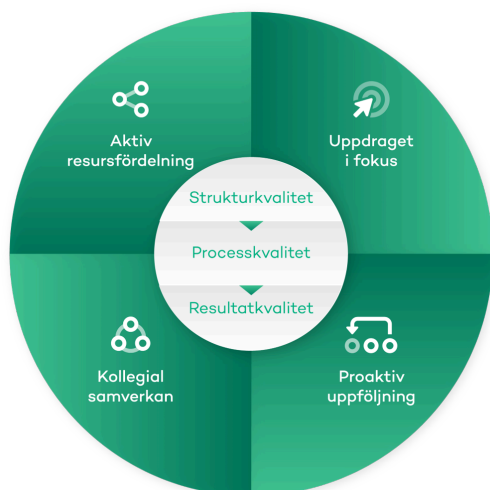 Aktiv
resursfördelning
Uppdraget
i fokus
Strukturkvalitet
Processkvalitet
Resultatkvalitet
Kollegial
samverkan
Proaktiv
uppföljning